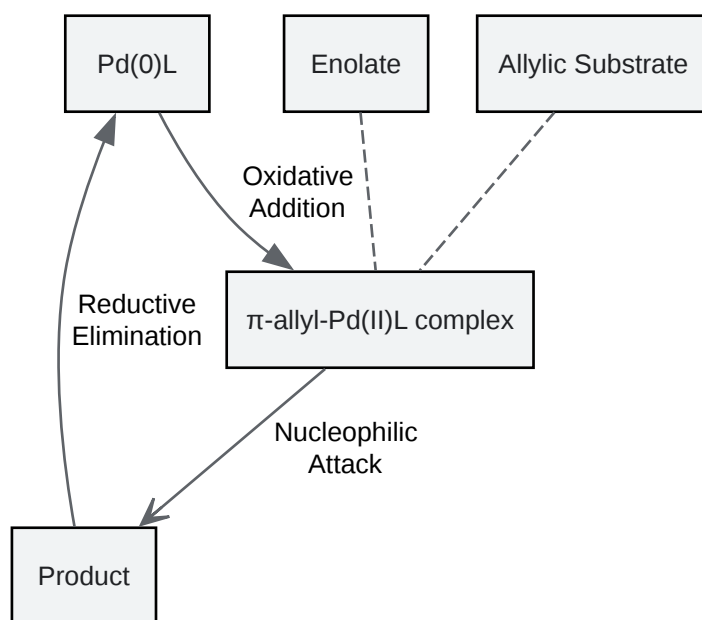 Pd(0)L
Enolate
Allylic Substrate
Oxidative
Addition
π-allyl-Pd(II)L complex
Reductive
Elimination
Nucleophilic
Attack
Product